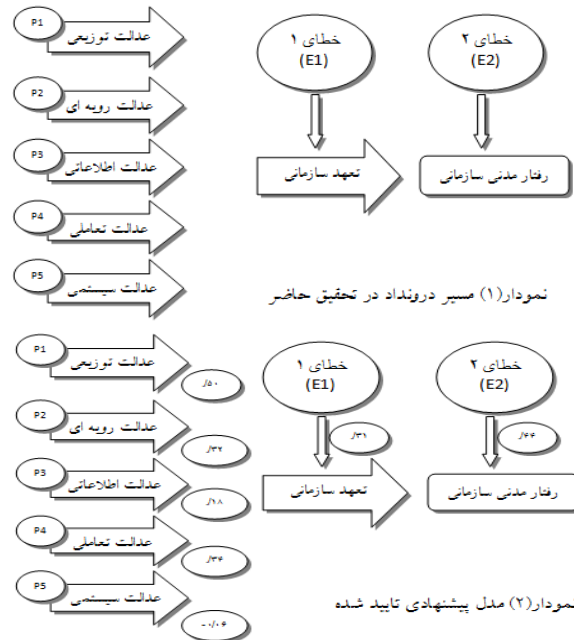 P1
عدالت توزیعی
P2
عدالت رویه ای
P3
عدالت اطلاعاتی
P4
عدالت تعاملی
P5
عدالت سیستمی
خطای ۱
(E1)
خطای ۲
(E2)
تعهد سازمانی
رفتار مدنی سازمانی
نمودار(۱) مسیر درونداد در تحقیق حاضر
P1
عدالت توزیعی
./۵۰
P2
عدالت رویه ای
./۳۲
P3
عدالت اطلاعاتی
./۱۸
P4
عدالت تعاملی
./۳۴
P5
عدالت سیستمی
-۰/۰۶
خطای ۱
(E1)
./۳۱
خطای ۲
(E2)
./۴۴
تعهد سازمانی
رفتار مدنی سازمانی
نمودار(۲) مدل پیشنهادی تایید شده